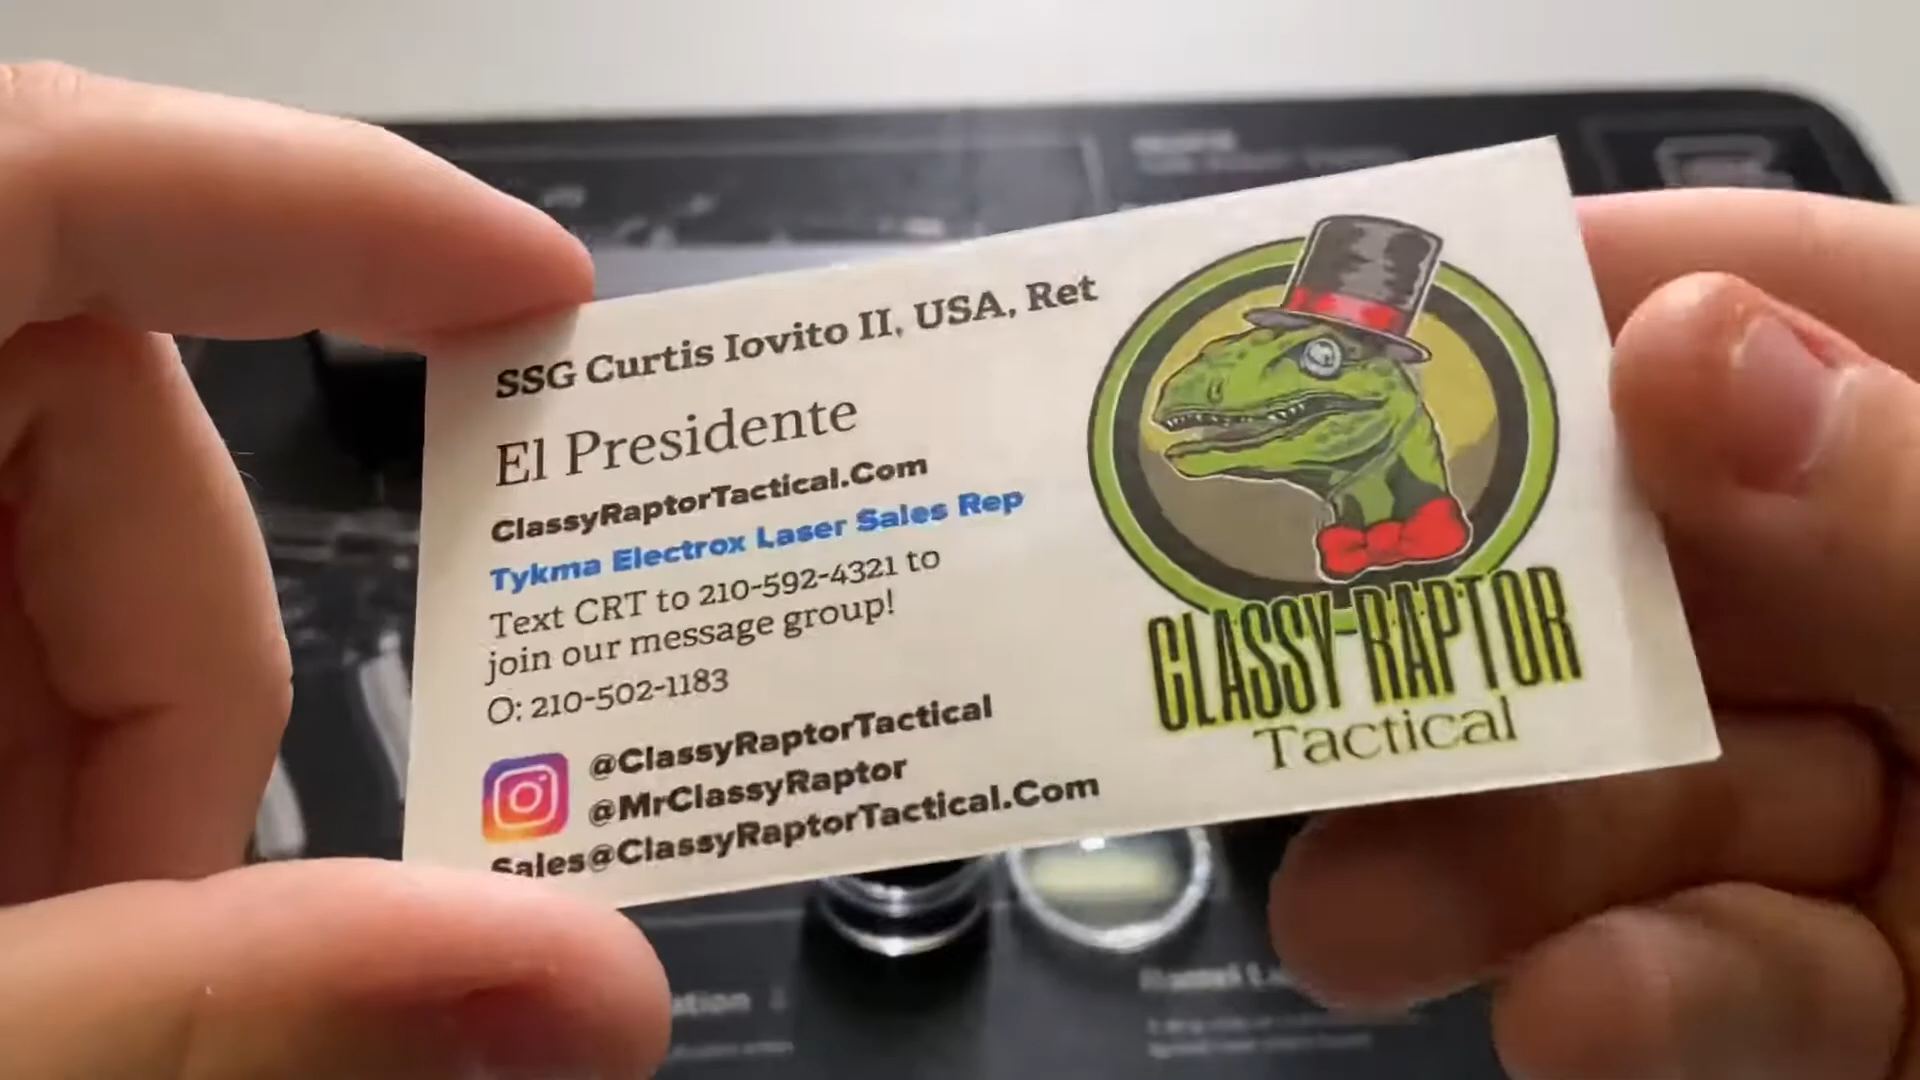 SSG Curtis Iovito II, USA, Ret
El Presidente
ClassyRaptorTactical.Com
Tykma Electrox Laser Sales Rep
Text CRT to 210-592-4321 to
join our message group!
O: 210-502-1183
@ClassyRaptorTactical
@MrClassyRaptor
Sales@ClassyRaptorTactical.Com
CLASSY-RAPTOR
Tactical